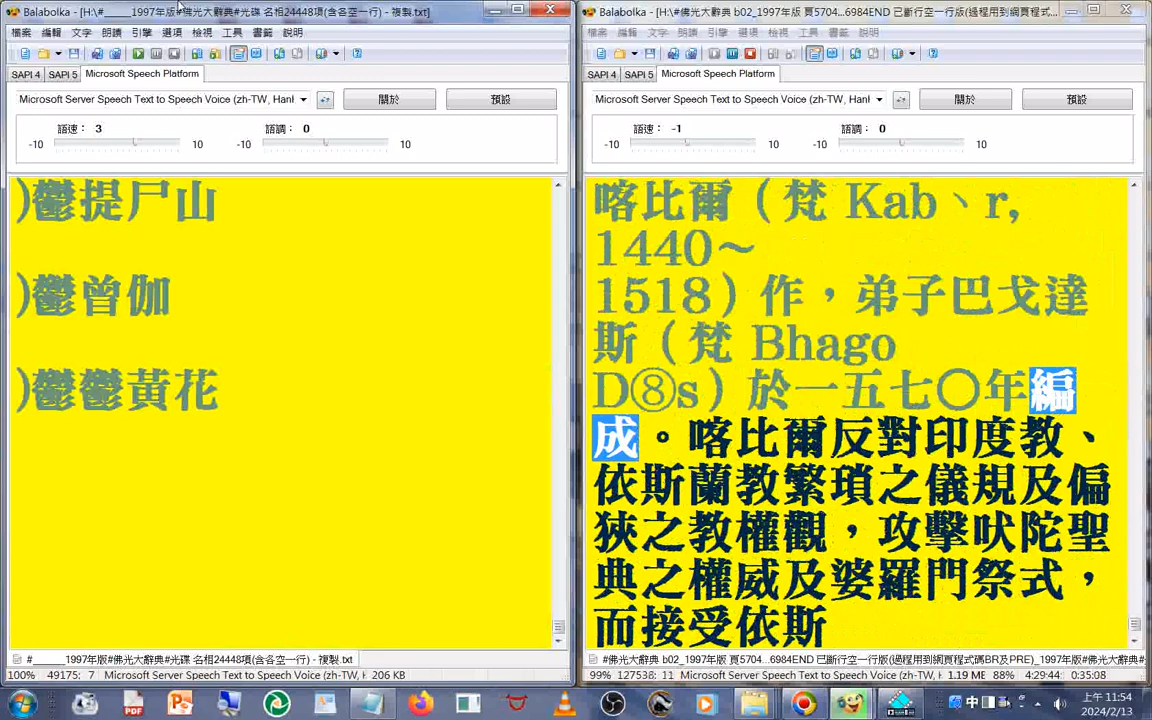 Balabolka - [H:\#_____1997年版#佛光大辭典#光碟 名相24448項(含各空一行) - 複製.txt]
檔案 編輯 文字 朗讀 引擎 選項 檢視 工具 書籤 說明
SAPI 4 SAPI 5 Microsoft Speech Platform
Microsoft Server Speech Text to Speech Voice (zh-TW, Hanl
關於
預設
語速： 3
語調： 0
-10 10 -10 10
)鬱提尸山
)鬱曾伽
)鬱鬱黃花
#_____1997年版#佛光大辭典#光碟 名相24448項(含各空一行) - 複製.txt
100% 49175: 7 Microsoft Server Speech Text to Speech Voice (zh-TW, H 206 KB
Balabolka - [H:\#佛光大辭典 b02_1997年版 頁5704...6984END 已斷行空一行版(過程用到網頁程式...
檔案 編輯 文字 朗讀 引擎 選項 檢視 工具 書籤 說明
SAPI 4 SAPI 5 Microsoft Speech Platform
Microsoft Server Speech Text to Speech Voice (zh-TW, Hanl
關於
預設
語速： -1
語調： 0
-10 10 -10 10
喀比爾（梵 Kab丶r,
1440～
1518）作，弟子巴戈達
斯（梵 Bhago
D⑧s）於一五七〇年編
成。喀比爾反對印度教、
依斯蘭教繁瑣之儀規及偏
狹之教權觀，攻擊吠陀聖
典之權威及婆羅門祭式，
而接受依斯
#佛光大辭典 b02_1997年版 頁5704...6984END 已斷行空一行版(過程用到網頁程式碼BR及PRE)_1997年版#佛光大辭典#
99% 127538: 11 Microsoft Server Speech Text to Speech Voice (zh-TW, H 1.19 MB 88% 4:29:44 0:35:08
中
上午 11:54
2024/2/13